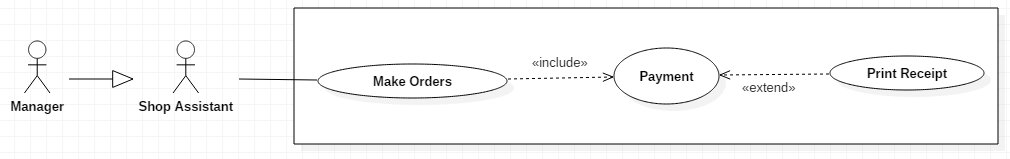 «include»
Make Orders
Payment
Print Receipt
«extend»
Manager
Shop Assistant